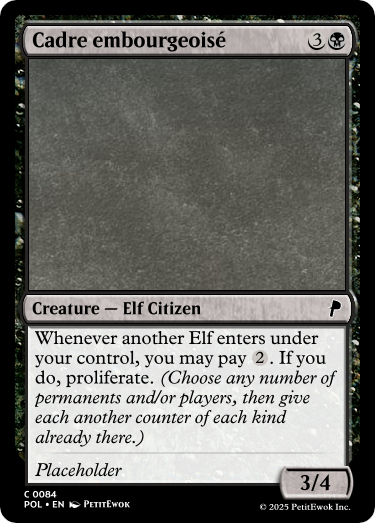 Cadre embourgeoisé 3
Creature — Elf Citizen
Whenever another Elf enters under
your control, you may pay 2. If you
do, proliferate. (Choose any number of
permanents and/or players, then give
each another counter of each kind
already there.)
Placeholder
3/4
C 0084
POL • EN PetitEwok
© 2025 PetitEwok Inc.